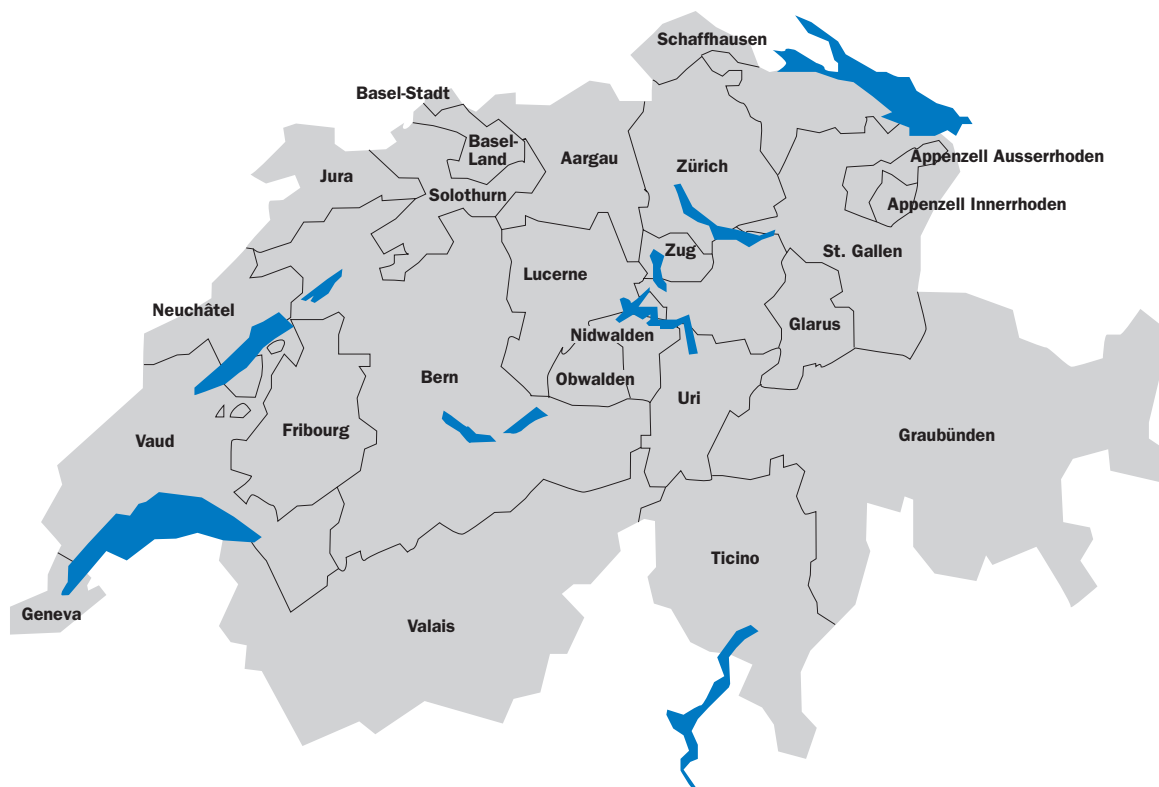 Schaffhausen
Basel-Stadt
Basel-
Land
Aargau
Zürich
Appenzell Ausserrhoden
Jura
Solothurn
Appenzell Innerrhoden
Zug
St. Gallen
Lucerne
Neuchâtel
Nidwalden
Glarus
Bern
Obwalden
Uri
Vaud
Fribourg
Graubünden
Ticino
Geneva
Valais